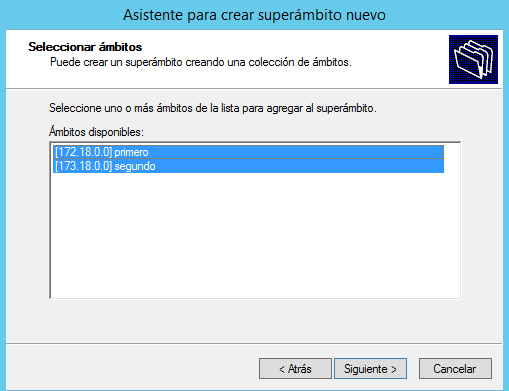 Asistente para crear superámbito nuevo
Seleccionar ámbitos
Puede crear un superámbito creando una colección de ámbitos.
Seleccione uno o más ámbitos de la lista para agregar al superámbito.
Ámbitos disponibles:
[172.18.0.0] primero
[173.18.0.0] segundo
< Atrás
Siguiente >
Cancelar